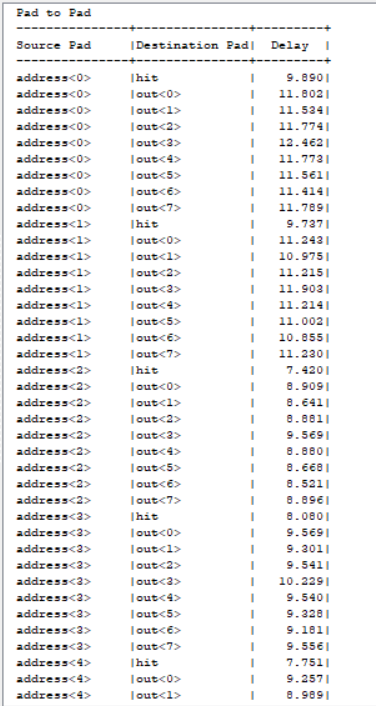 Pad to Pad
---------------+---------------+---------+
Source Pad |Destination Pad| Delay |
---------------+---------------+---------+
address<0> |hit | 9.890|
address<0> |out<0> | 11.802|
address<0> |out<1> | 11.534|
address<0> |out<2> | 11.774|
address<0> |out<3> | 12.462|
address<0> |out<4> | 11.773|
address<0> |out<5> | 11.561|
address<0> |out<6> | 11.414|
address<0> |out<7> | 11.789|
address<1> |hit | 9.737|
address<1> |out<0> | 11.243|
address<1> |out<1> | 10.975|
address<1> |out<2> | 11.215|
address<1> |out<3> | 11.903|
address<1> |out<4> | 11.214|
address<1> |out<5> | 11.002|
address<1> |out<6> | 10.855|
address<1> |out<7> | 11.230|
address<2> |hit | 7.420|
address<2> |out<0> | 8.909|
address<2> |out<1> | 8.641|
address<2> |out<2> | 8.881|
address<2> |out<3> | 9.569|
address<2> |out<4> | 8.880|
address<2> |out<5> | 8.668|
address<2> |out<6> | 8.521|
address<2> |out<7> | 8.896|
address<3> |hit | 8.080|
address<3> |out<0> | 9.569|
address<3> |out<1> | 9.301|
address<3> |out<2> | 9.541|
address<3> |out<3> | 10.229|
address<3> |out<4> | 9.540|
address<3> |out<5> | 9.328|
address<3> |out<6> | 9.181|
address<3> |out<7> | 9.556|
address<4> |hit | 7.751|
address<4> |out<0> | 9.257|
address<4> |out<1> | 8.989|